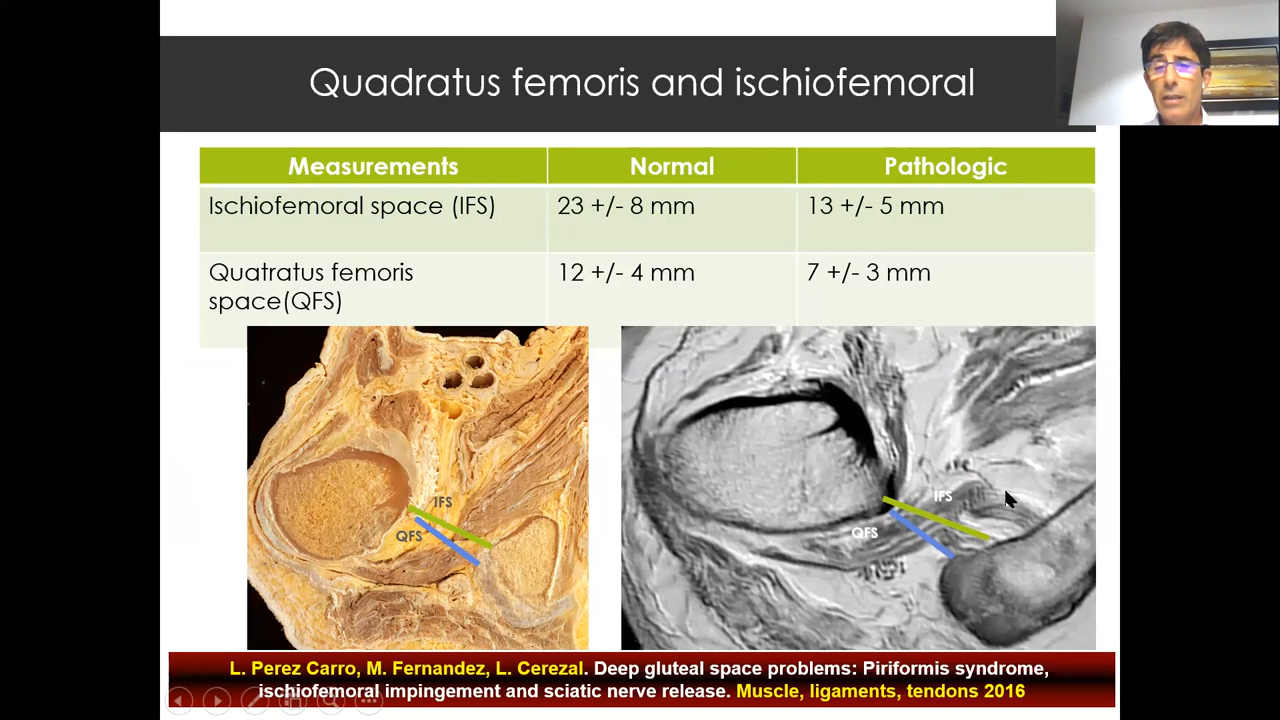 Quadratus femoris and ischiofemoral
Measurements Normal Pathologic
Ischiofemoral space (IFS) 23 +/- 8 mm 13 +/- 5 mm
Quatratus femoris 12 +/- 4 mm 7 +/- 3 mm
space(QFS)
IFS
QFS
IFS
QFS
L. Perez Carro, M. Fernandez, L. Cerezal. Deep gluteal space problems: Piriformis syndrome,
ischiofemoral impingement and sciatic nerve release. Muscle, ligaments, tendons 2016